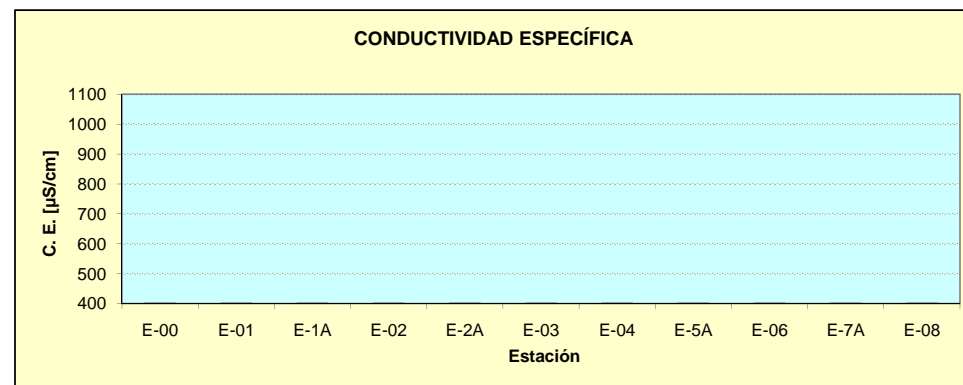 CONDUCTIVIDAD ESPECÍFICA
1100
1000
900
800
700
600
500
400
C. E. [µS/cm]
E-00 E-01 E-1A E-02 E-2A E-03 E-04 E-5A E-06 E-7A E-08
Estación